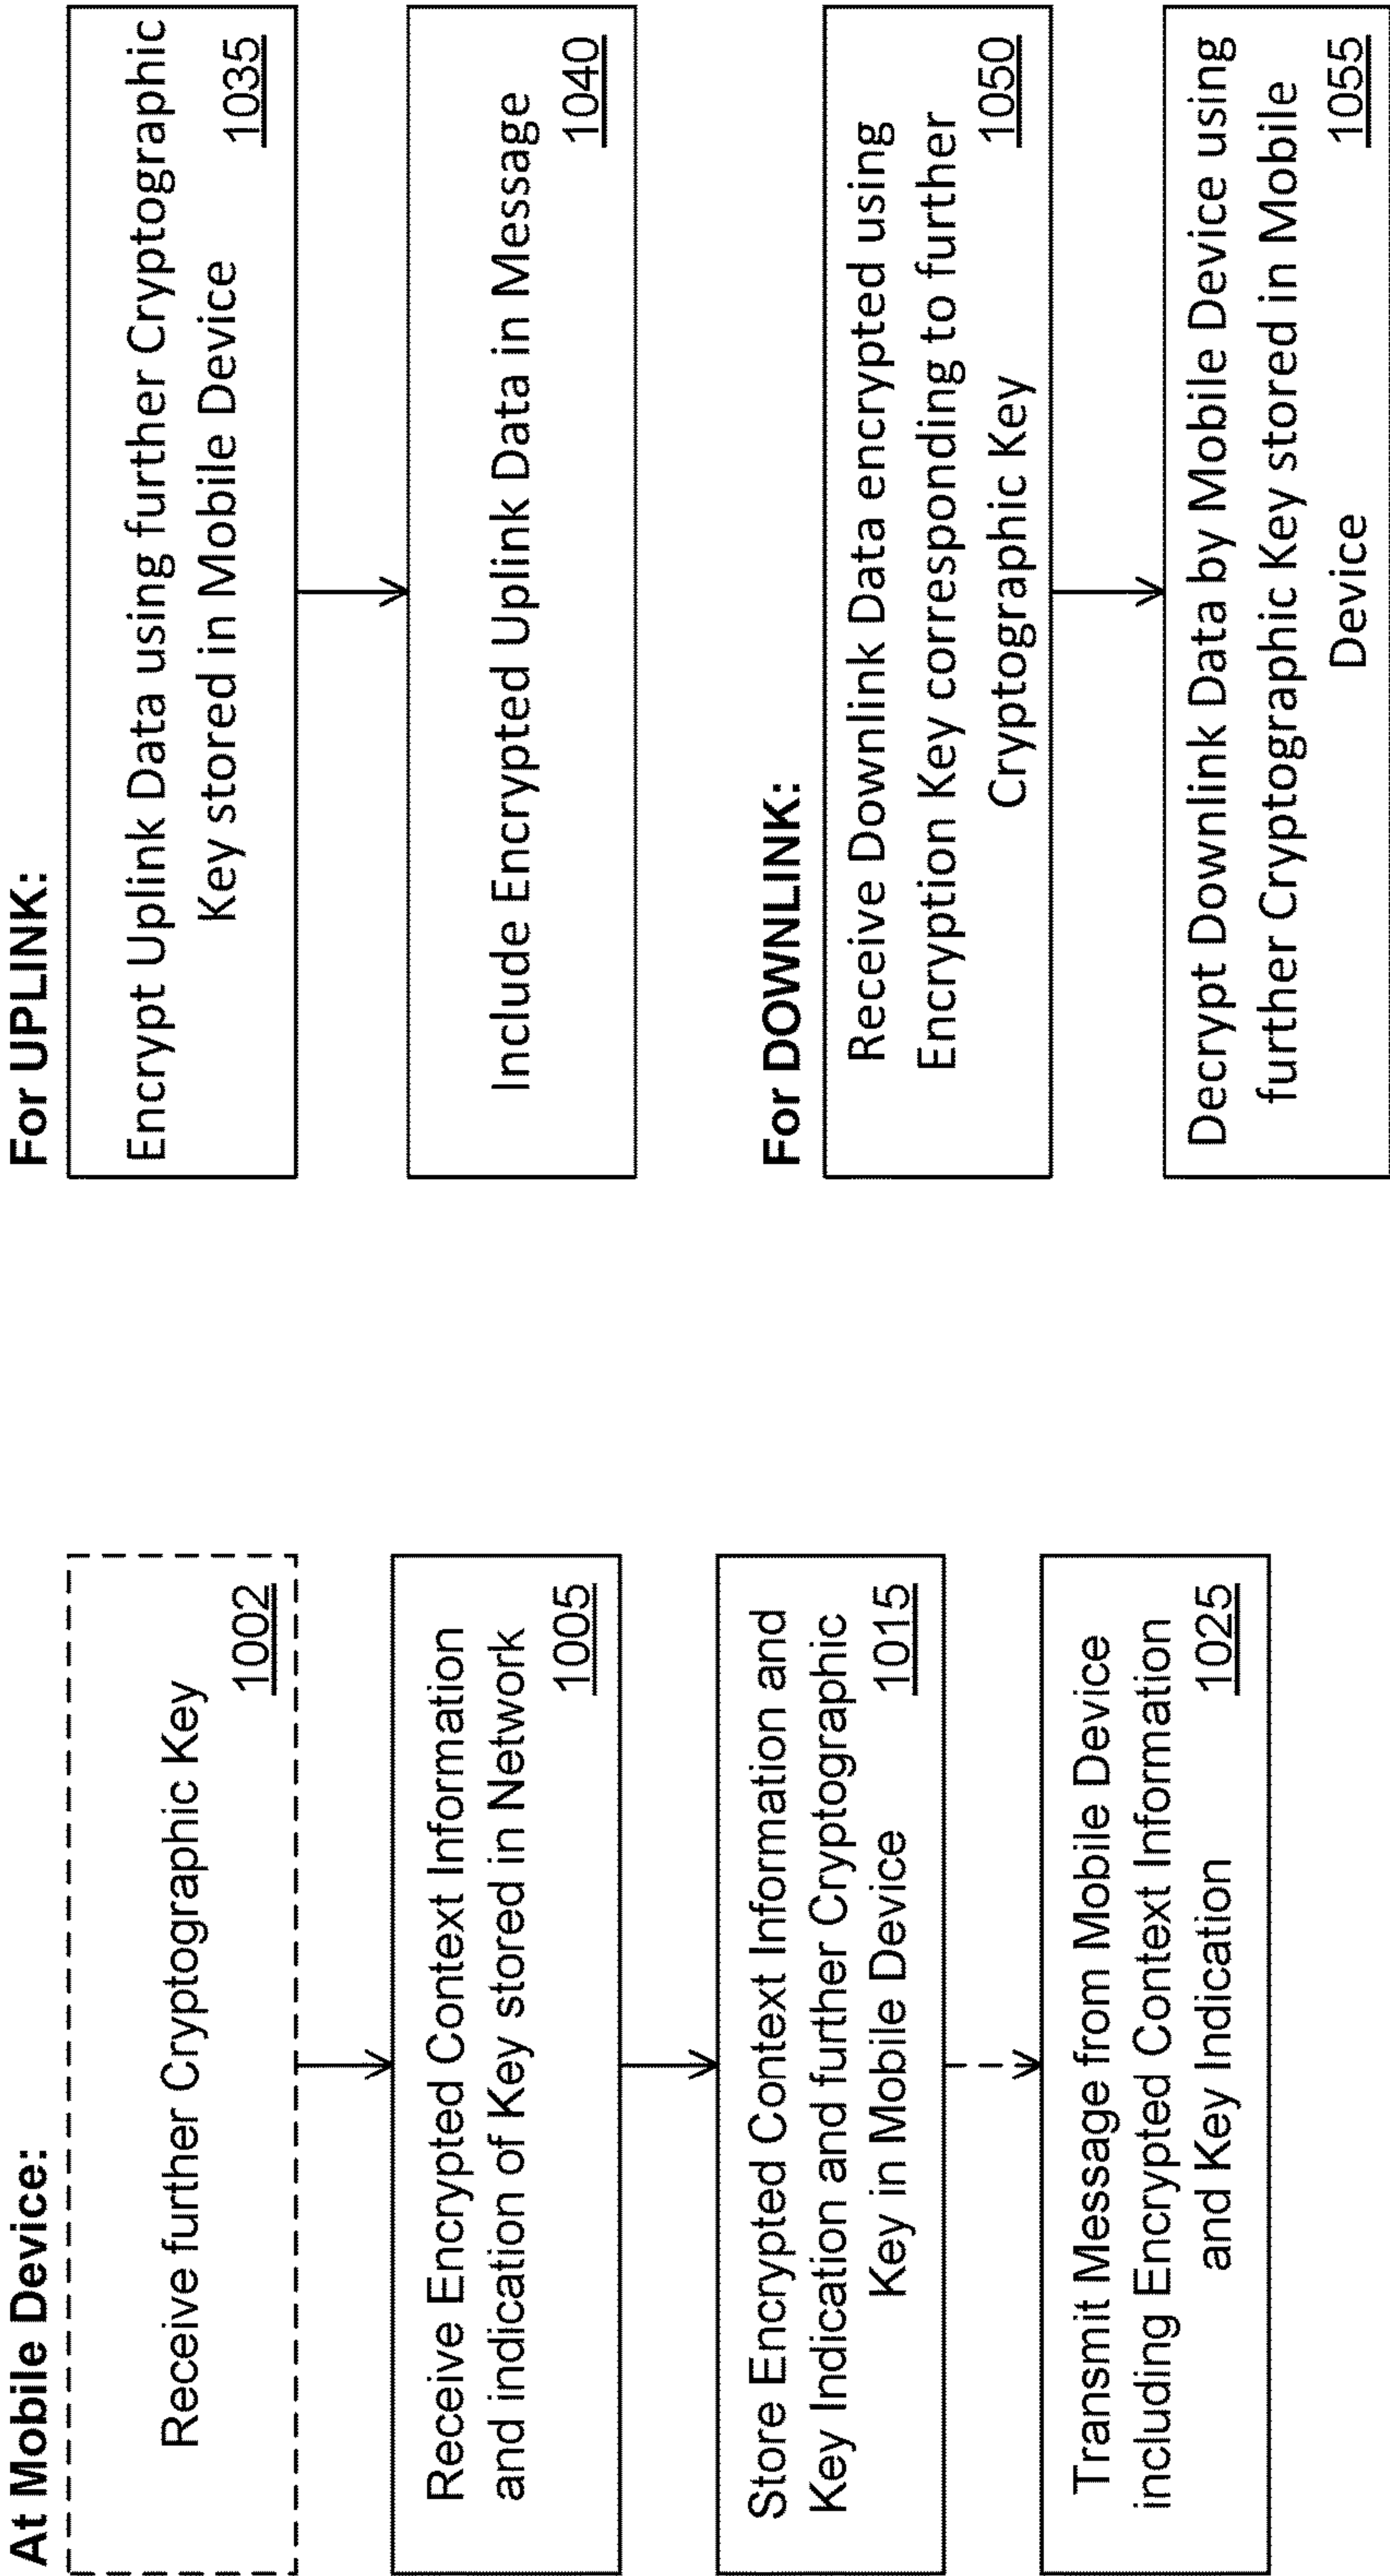 At Mobile Device:
Receive further Cryptographic Key
1002
Receive Encrypted Context Information
and indication of Key stored in Network
1005
Store Encrypted Context Information and
Key Indication and further Cryptographic
Key in Mobile Device
1015
Transmit Message from Mobile Device
including Encrypted Context Information
and Key Indication
1025
For UPLINK:
Encrypt Uplink Data using further Cryptographic
Key stored in Mobile Device
1035
Include Encrypted Uplink Data in Message
1040
For DOWNLINK:
Receive Downlink Data encrypted using
Encryption Key corresponding to further
Cryptographic Key
1050
Decrypt Downlink Data by Mobile Device using
further Cryptographic Key stored in Mobile
Device
1055